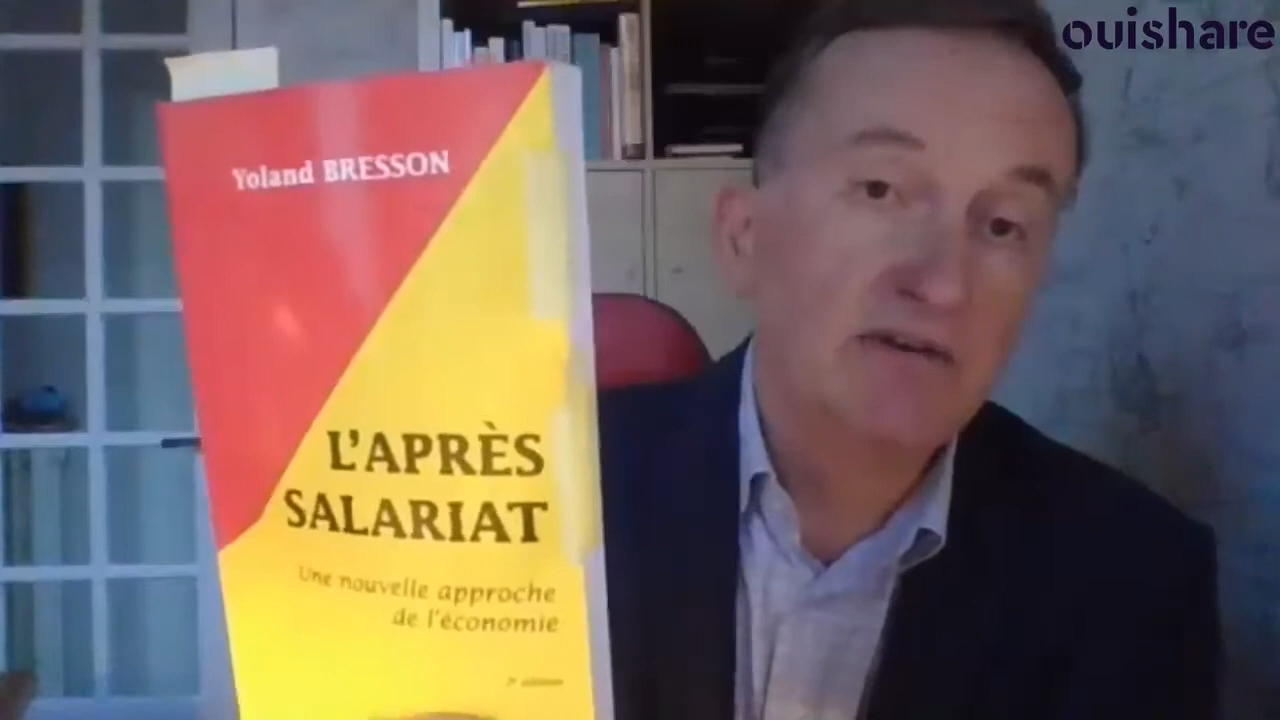 ouishare
Yoland BRESSON
L'APRÈS
SALARIAT
Une nouvelle approche
de l'économie